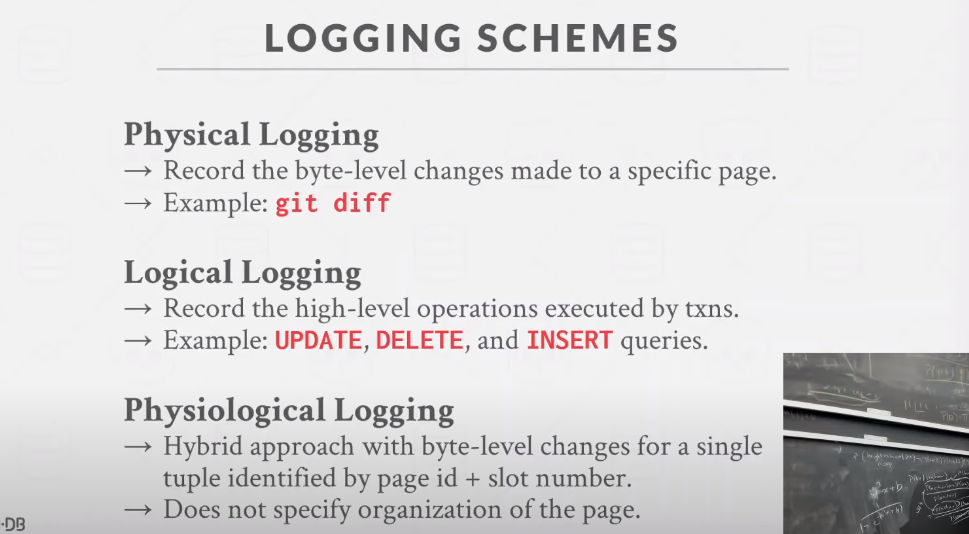 LOGGING SCHEMES
Physical Logging
→ Record the byte-level changes made to a specific page.
→ Example: git diff
Logical Logging
→ Record the high-level operations executed by txns.
→ Example: UPDATE, DELETE, and INSERT queries.
Physiological Logging
→ Hybrid approach with byte-level changes for a single
tuple identified by page id + slot number.
→ Does not specify organization of the page.
·DB